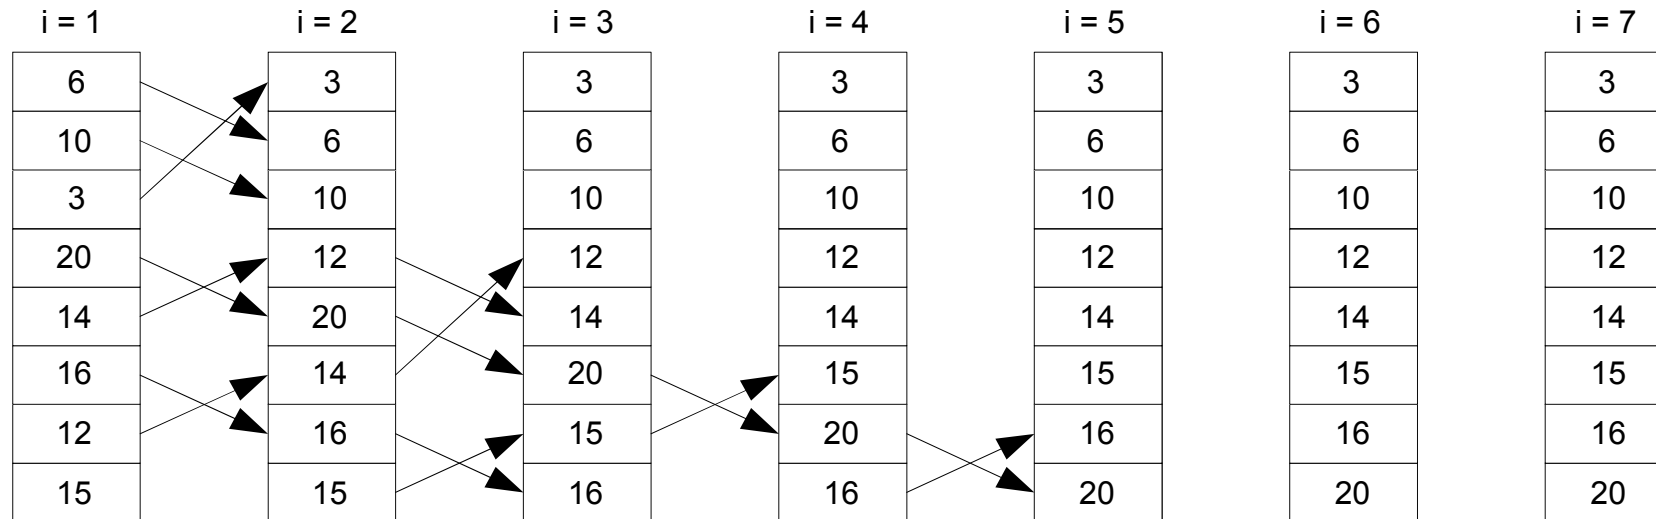 i = 1 i = 2 i = 3 i = 4 i = 5 i = 6 i = 7
6 3 3 3 3 3 3
10 6 6 6 6 6 6
3 10 10 10 10 10 10
20 12 12 12 12 12 12
14 20 14 14 14 14 14
16 14 20 15 15 15 15
12 16 15 20 16 16 16
15 15 16 16 20 20 20